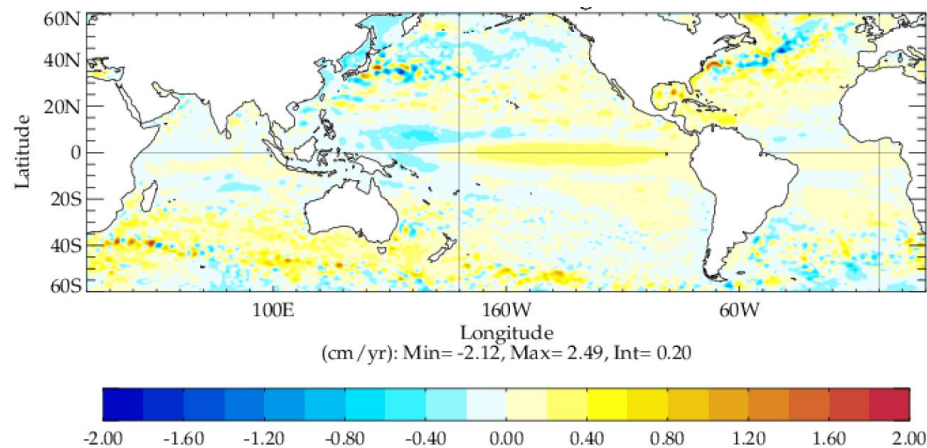 60N
40N
20N
0
20S
40S
60S
Latitude
100E 160W 60W
Longitude
(cm/yr): Min= -2.12, Max= 2.49, Int= 0.20
-2.00 -1.60 -1.20 -0.80 -0.40 0.00 0.40 0.80 1.20 1.60 2.00